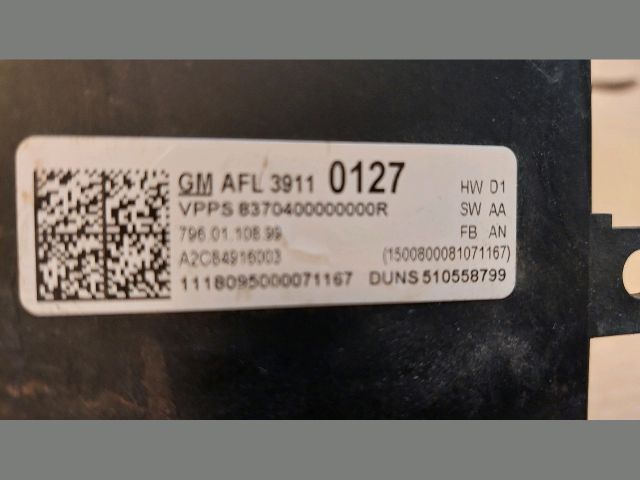 GM AFL 3911 0127 HW D1
VPPS 8370400000000R SW AA
796.01.108.99 FB AN
A2C84916003 (1500800081071167)
1118095000071167 DUNS 510558799